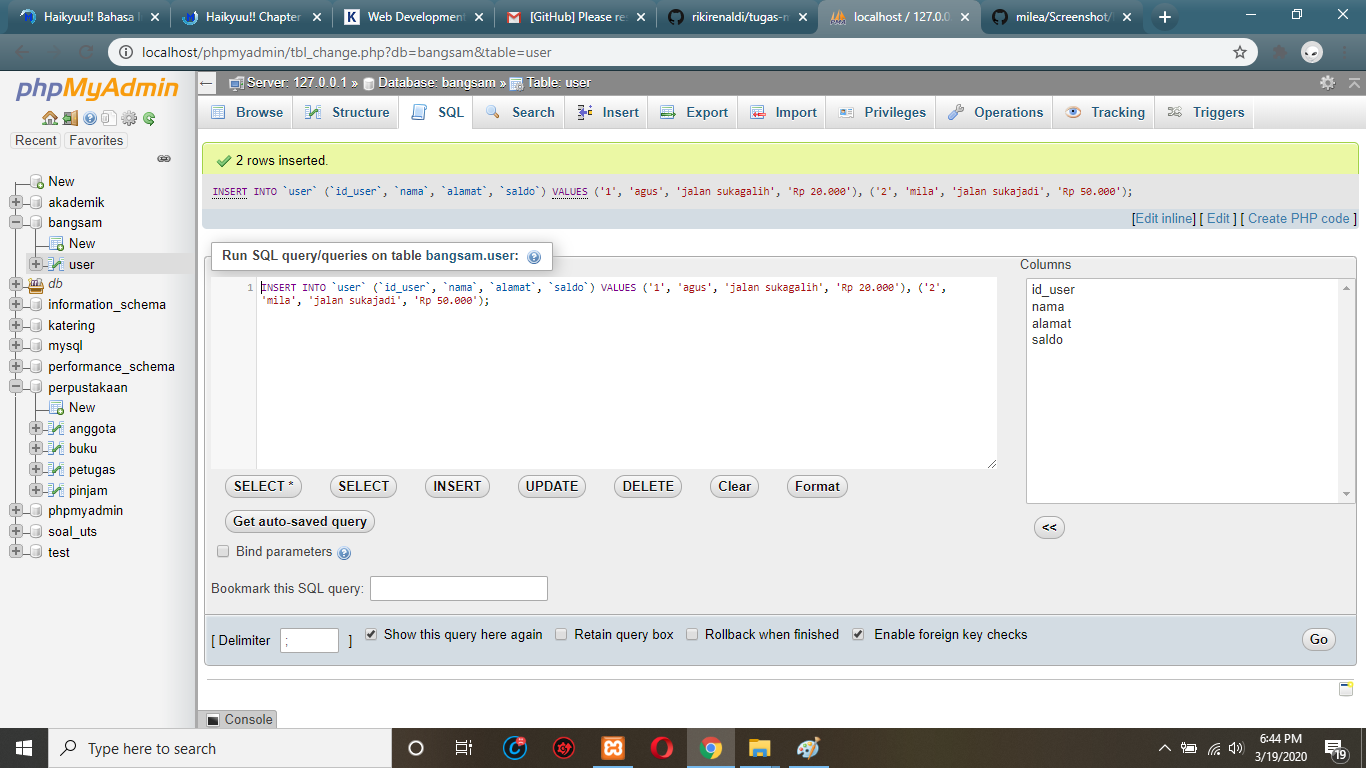 Haikyuu!! Bahasa I
Haikyuu!! Chapter
Web Development
[GitHub] Please re
rikirenaldi/tugas-m
localhost / 127.0.0
milea/Screenshot/
localhost/phpmyadmin/tbl_change.php?db=bangsam&table=user
phpMyAdmin
Recent Favorites
New
akademik
bangsam
New
user
db
information_schema
katering
mysql
performance_schema
perpustakaan
New
anggota
buku
petugas
pinjam
phpmyadmin
soal_uts
test
Server: 127.0.0.1 » Database: bangsam » Table: user
Browse Structure SQL Search Insert Export Import Privileges Operations Tracking Triggers
2 rows inserted.
INSERT INTO `user` (`id_user`, `nama`, `alamat`, `saldo`) VALUES ('1', 'agus', 'jalan sukagalih', 'Rp 20.000'), ('2', 'mila', 'jalan sukajadi', 'Rp 50.000');
[Edit inline] [ Edit ] [ Create PHP code ]
Run SQL query/queries on table bangsam.user:
1 INSERT INTO `user` (`id_user`, `nama`, `alamat`, `saldo`) VALUES ('1', 'agus', 'jalan sukagalih', 'Rp 20.000'), ('2',
'mila', 'jalan sukajadi', 'Rp 50.000');
Columns
id_user
nama
alamat
saldo
SELECT * SELECT INSERT UPDATE DELETE Clear Format
Get auto-saved query
<<
Bind parameters
Bookmark this SQL query:
[ Delimiter ; ] Show this query here again Retain query box Rollback when finished Enable foreign key checks Go
Console
Type here to search
6:44 PM
3/19/2020
19